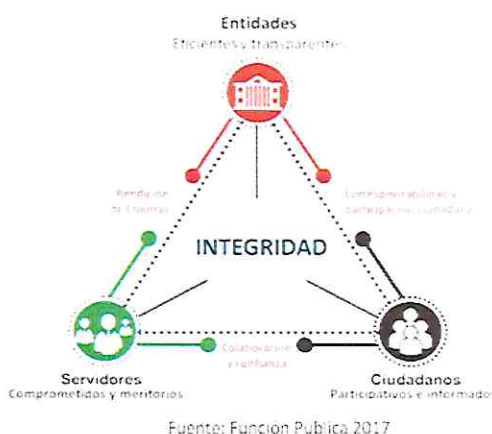 Entidades
Eficientes y transparentes
Rendición
de Cuentas
Corresponsabilidad y
participación ciudadana
INTEGRIDAD
Colaboración
y confianza
Servidores
Comprometidos y meritorios
Ciudadanos
Participativos e informados
Fuente: Función Publica 2017